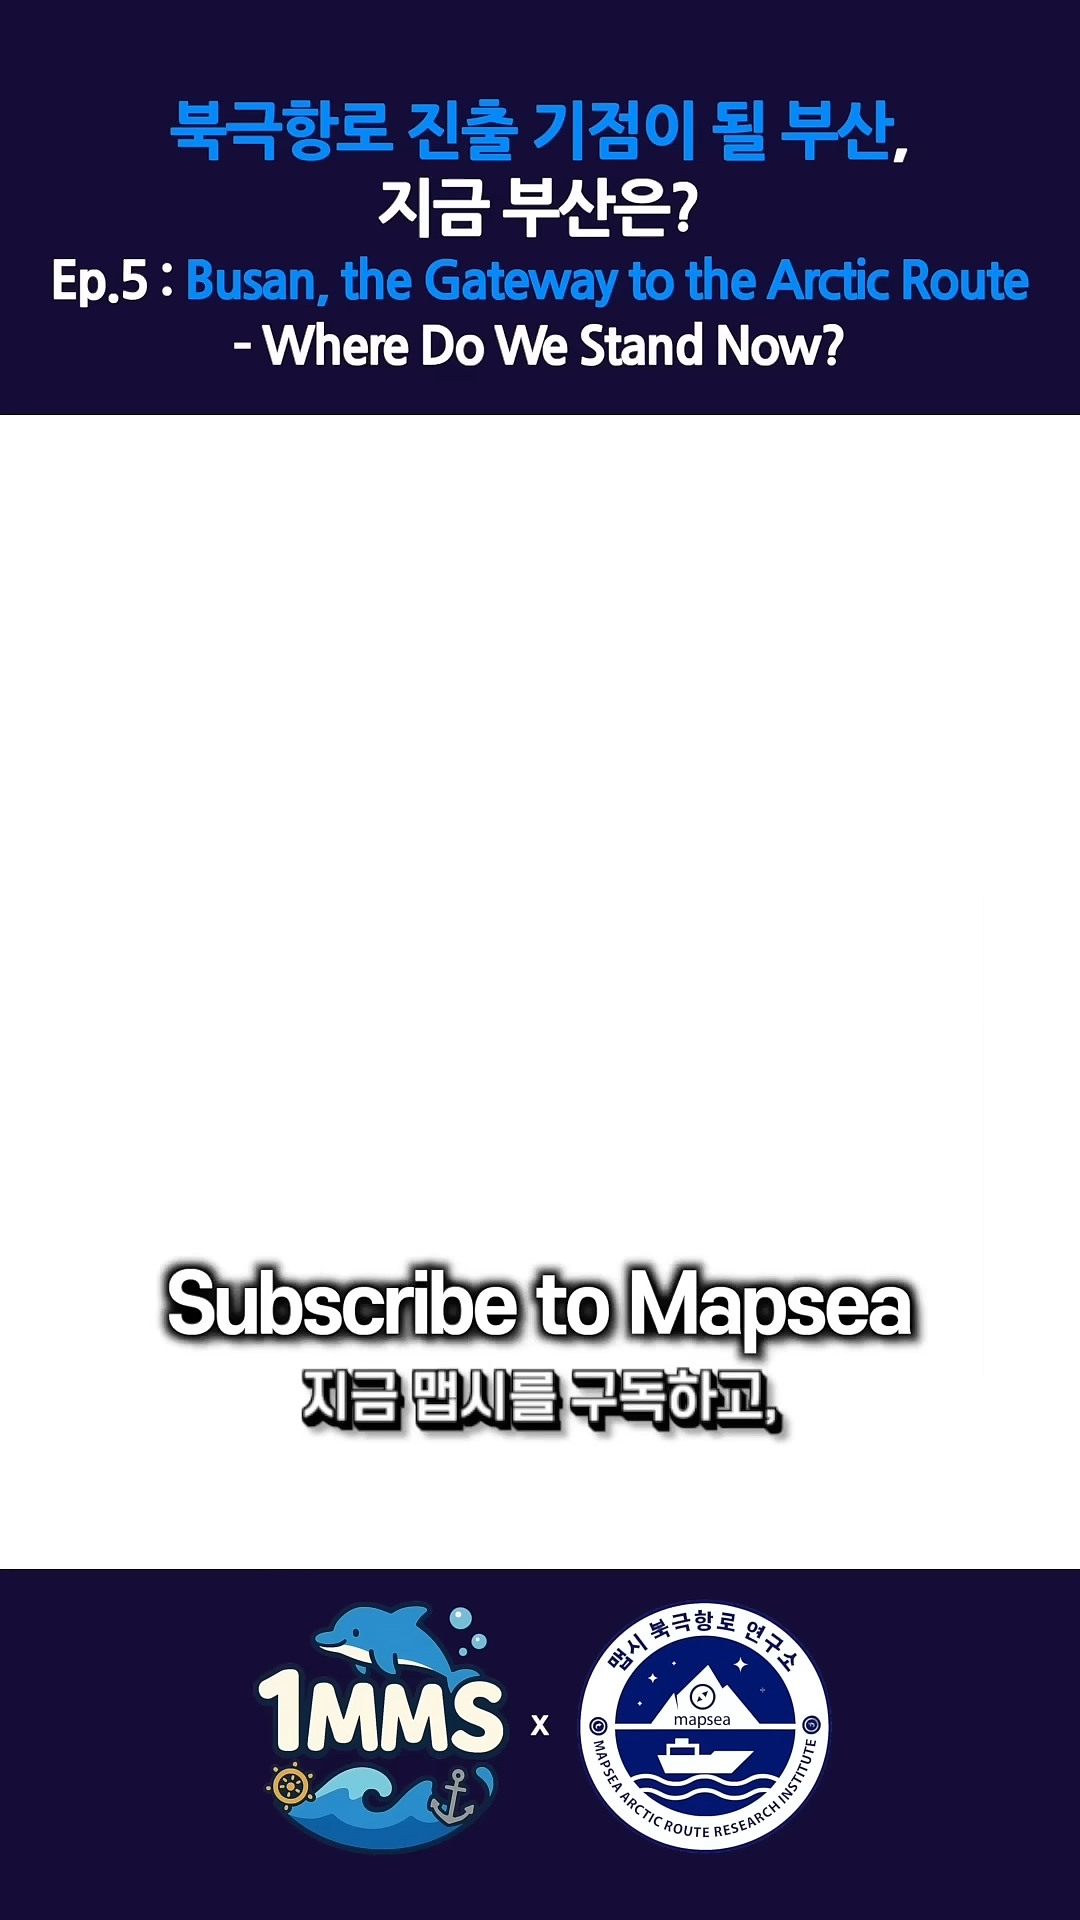 북극항로 진출 기점이 될 부산,
지금 부산은?
Ep.5 : Busan, the Gateway to the Arctic Route
- Where Do We Stand Now?
Subscribe to Mapsea
지금 맵시를 구독하고,
1MMS
x
맵시 북극항로 연구소
mapsea
MAPSEA ARCTIC ROUTE RESEARCH INSTITUTE